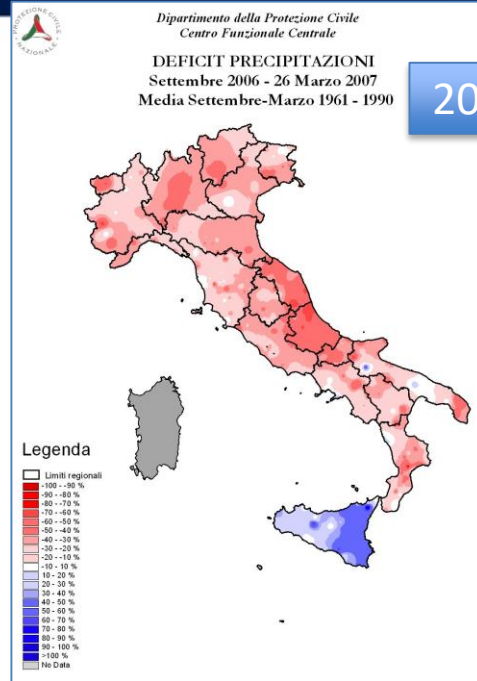 PROTEZIONE CIVILE
NAZIONALE
Dipartimento della Protezione Civile
Centro Funzionale Centrale
DEFICIT PRECIPITAZIONI
Settembre 2006 - 26 Marzo 2007
Media Settembre-Marzo 1961 - 1990
20
Legenda
Limiti regionali
-100 - -90 %
-90 - -80 %
-80 - -70 %
-70 - -60 %
-60 - -50 %
-50 - -40 %
-40 - -30 %
-30 - -20 %
-20 - -10 %
-10 - 10 %
10 - 20 %
20 - 30 %
30 - 40 %
40 - 50 %
50 - 60 %
60 - 70 %
70 - 80 %
80 - 90 %
90 - 100 %
>100 %
No Data